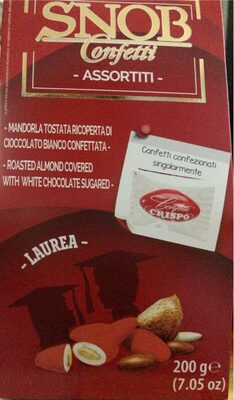 SNOB
Confetti
- ASSORTITI -
- MANDORLA TOSTATA RICOPERTA DI
CIOCCOLATO BIANCO CONFETTATA -
- ROASTED ALMOND COVERED
WITH WHITE CHOCOLATE SUGARED -
Confetti confezionati
singolarmente
Confetti
CRISPO
- LAUREA -
200 g℮
(7.05 oz)